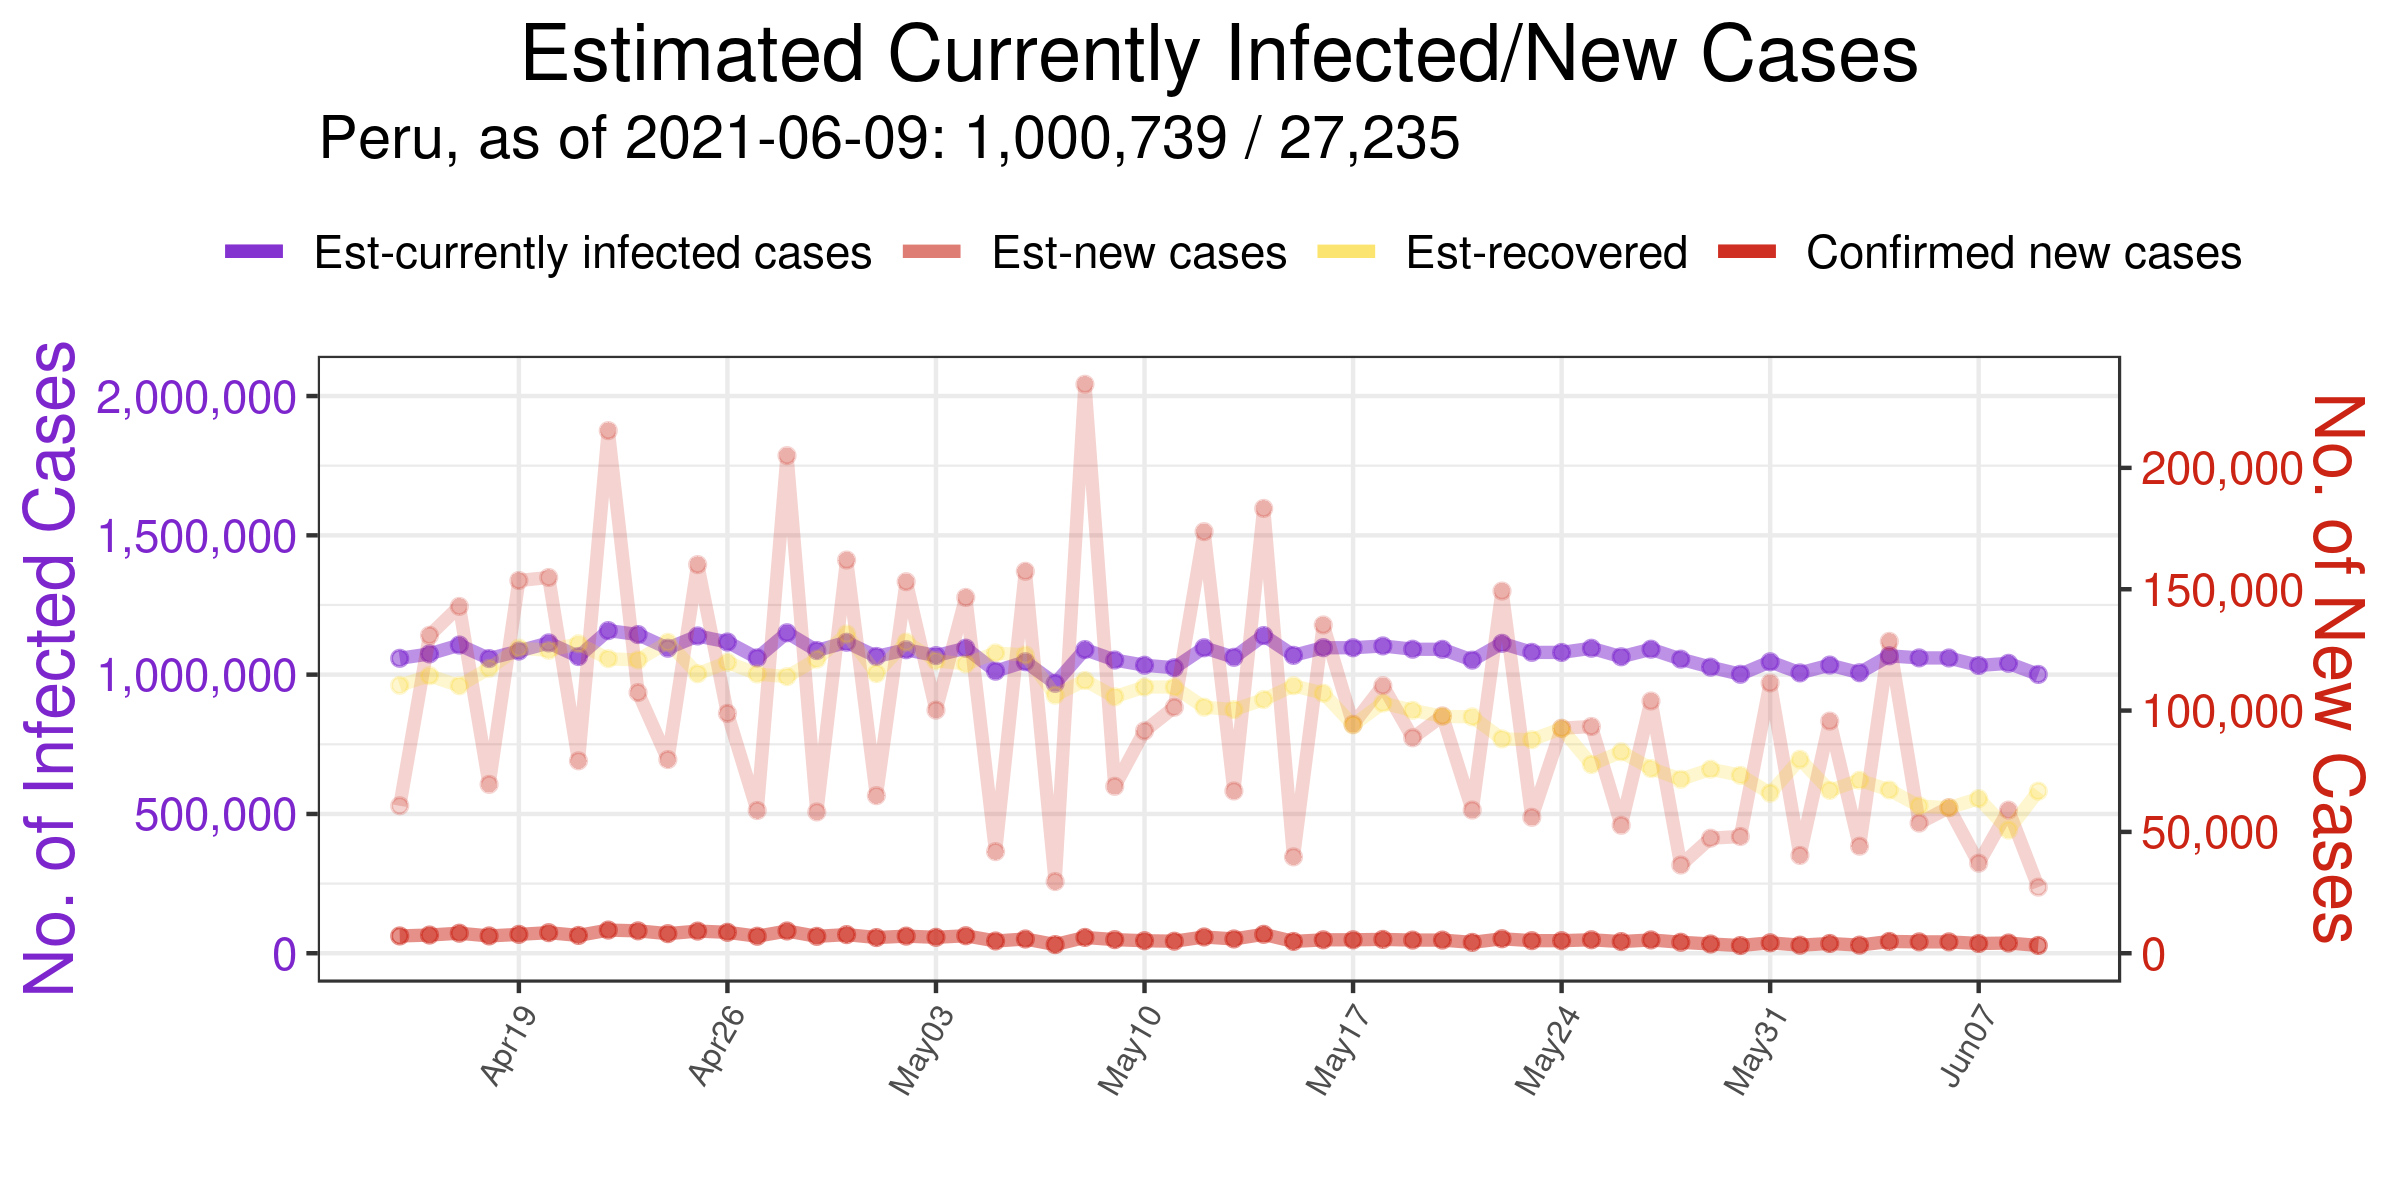 Estimated Currently Infected/New Cases
Peru, as of 2021-06-09: 1,000,739 / 27,235
Est-currently infected cases Est-new cases Est-recovered Confirmed new cases
No. of Infected Cases
2,000,000
1,500,000
1,000,000
500,000
0
200,000
150,000
100,000
50,000
0
No. of New Cases
Apr19 Apr26 May03 May10 May17 May24 May31 Jun07